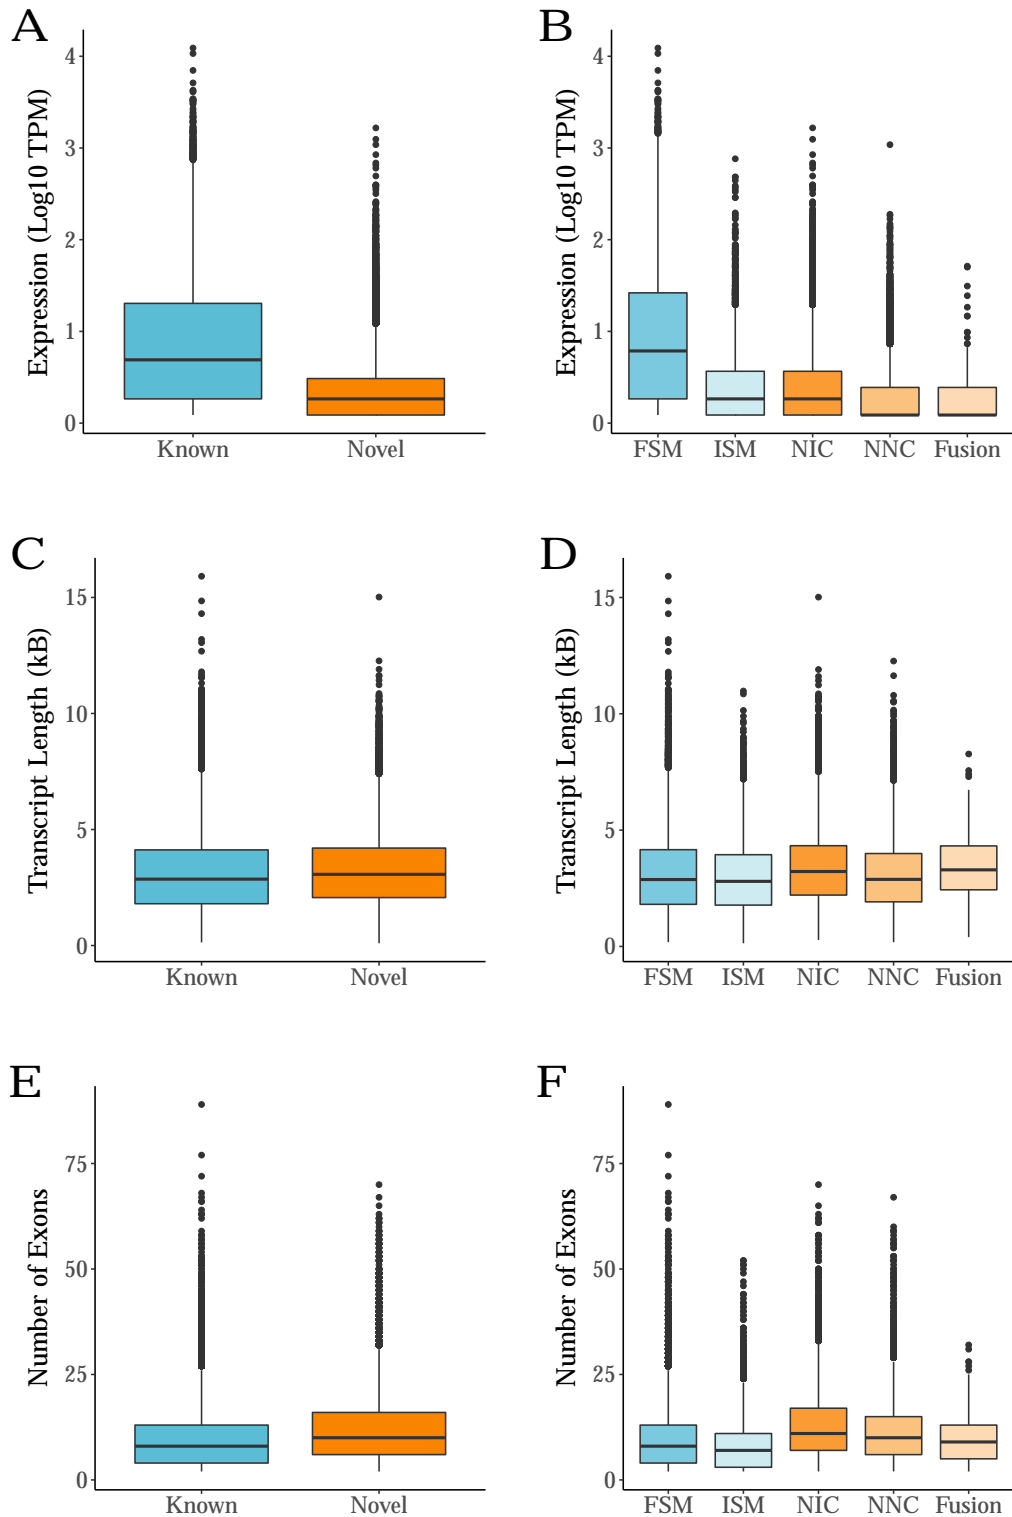 A
Expression (Log10 TPM)
4
3
2
1
0
Known Novel
B
Expression (Log10 TPM)
4
3
2
1
0
FSM ISM NIC NNC Fusion
C
Transcript Length (kB)
15
10
5
0
Known Novel
D
Transcript Length (kB)
15
10
5
0
FSM ISM NIC NNC Fusion
E
Number of Exons
75
50
25
0
Known Novel
F
Number of Exons
75
50
25
0
FSM ISM NIC NNC Fusion